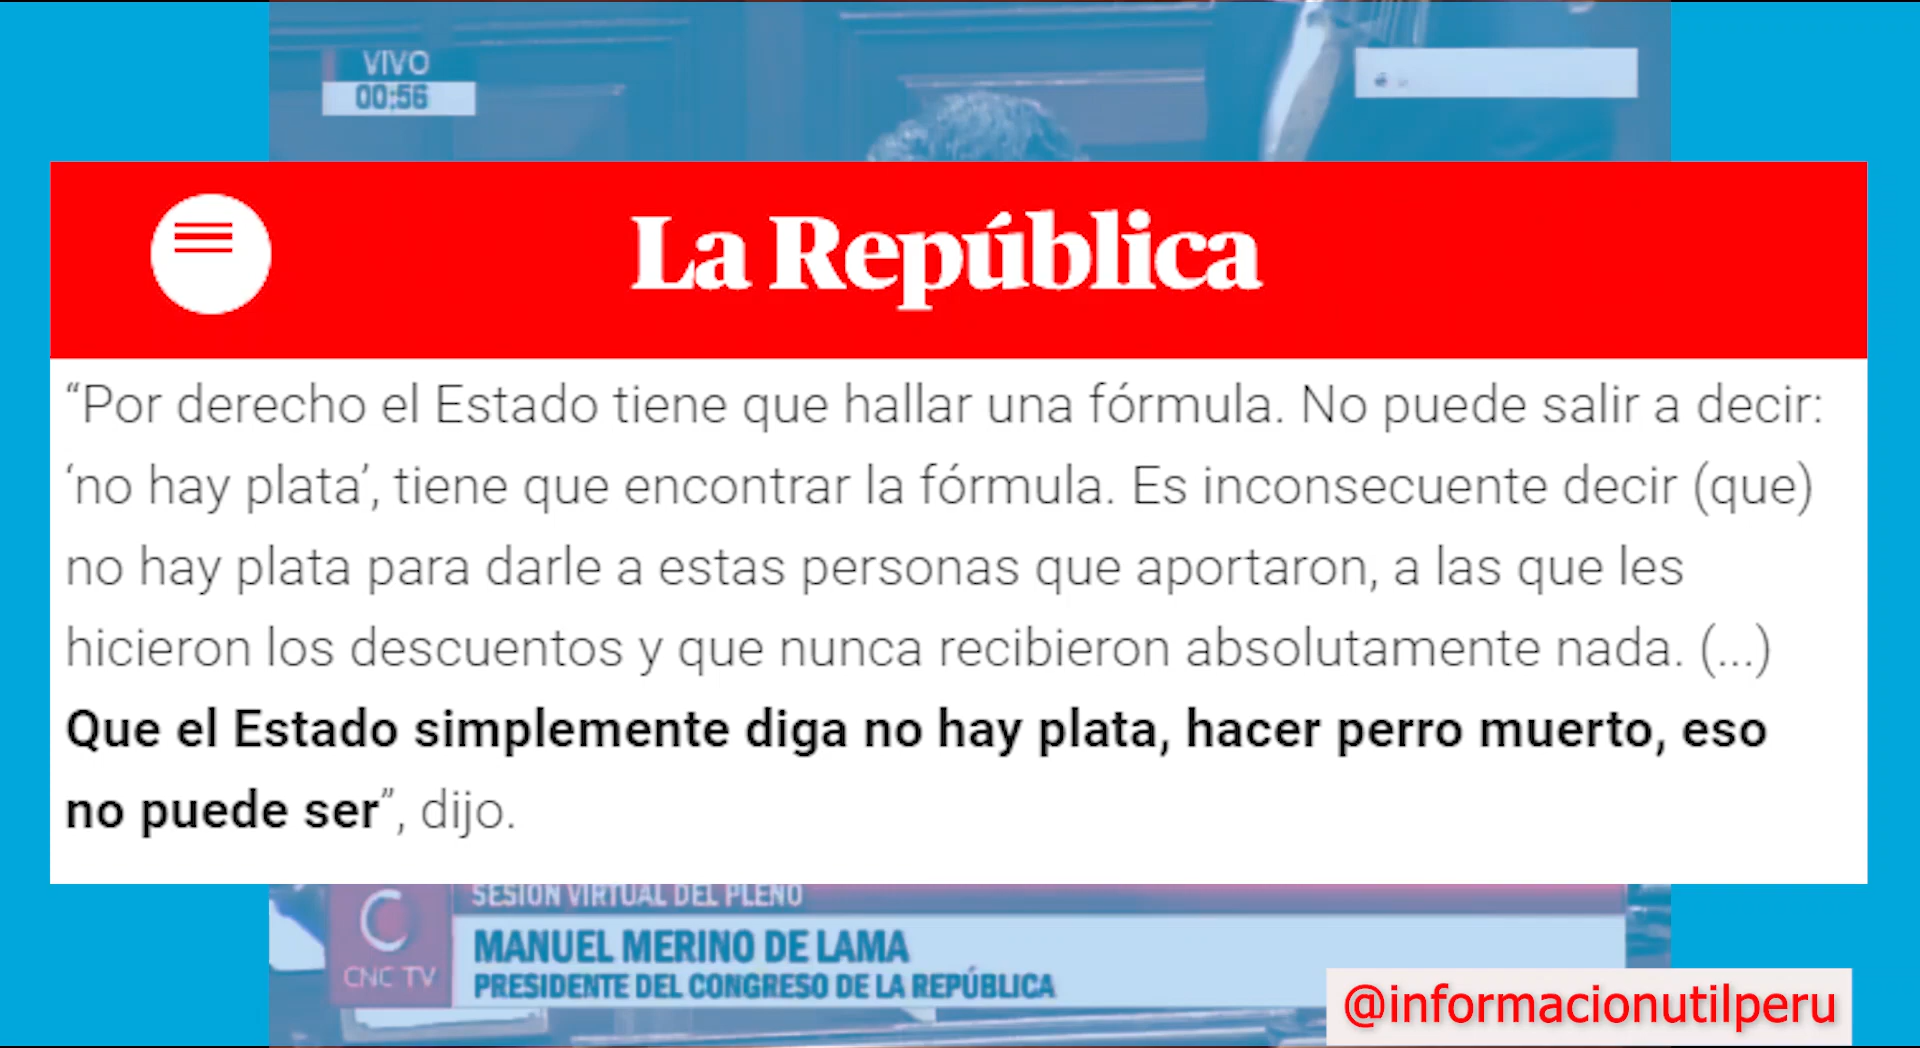 VIVO
00:56
La República
“Por derecho el Estado tiene que hallar una fórmula. No puede salir a decir:
‘no hay plata’, tiene que encontrar la fórmula. Es inconsecuente decir (que)
no hay plata para darle a estas personas que aportaron, a las que les
hicieron los descuentos y que nunca recibieron absolutamente nada. (...)
Que el Estado simplemente diga no hay plata, hacer perro muerto, eso
no puede ser”, dijo.
SESIÓN VIRTUAL DEL PLENO
C
CNC TV
MANUEL MERINO DE LAMA
PRESIDENTE DEL CONGRESO DE LA REPÚBLICA
@informacionutilperu